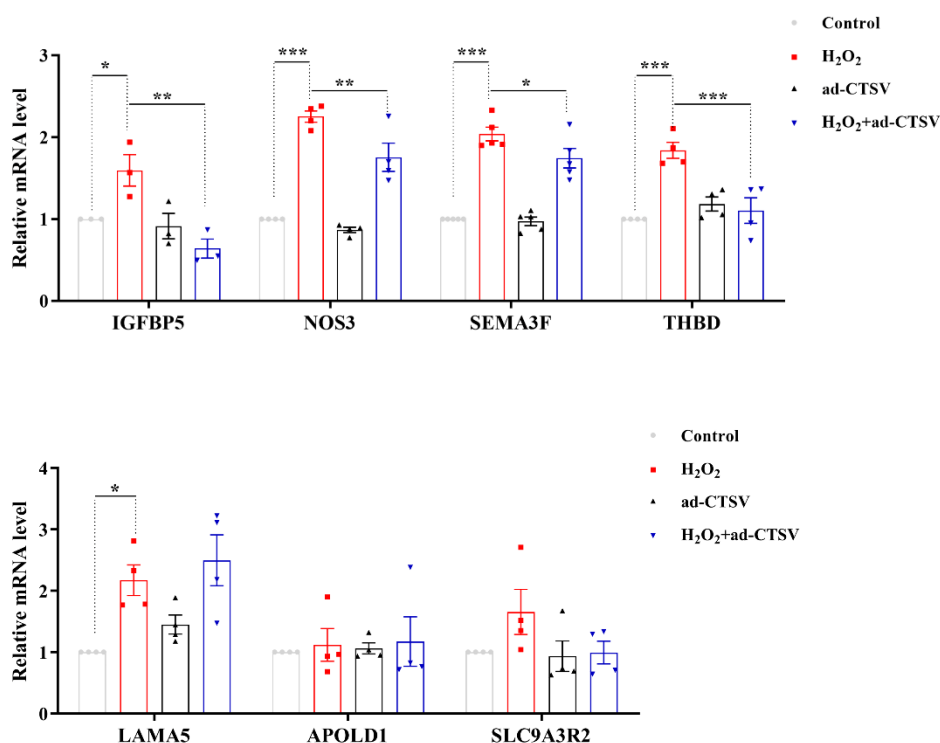 Control
H₂O₂
ad-CTSV
H₂O₂+ad-CTSV
Relative mRNA level
3
2
1
0
* ** *** ** *** * *** ***
IGFBP5 NOS3 SEMA3F THBD
Control
H₂O₂
ad-CTSV
H₂O₂+ad-CTSV
Relative mRNA level
4
3
2
1
0
*
LAMA5 APOLD1 SLC9A3R2